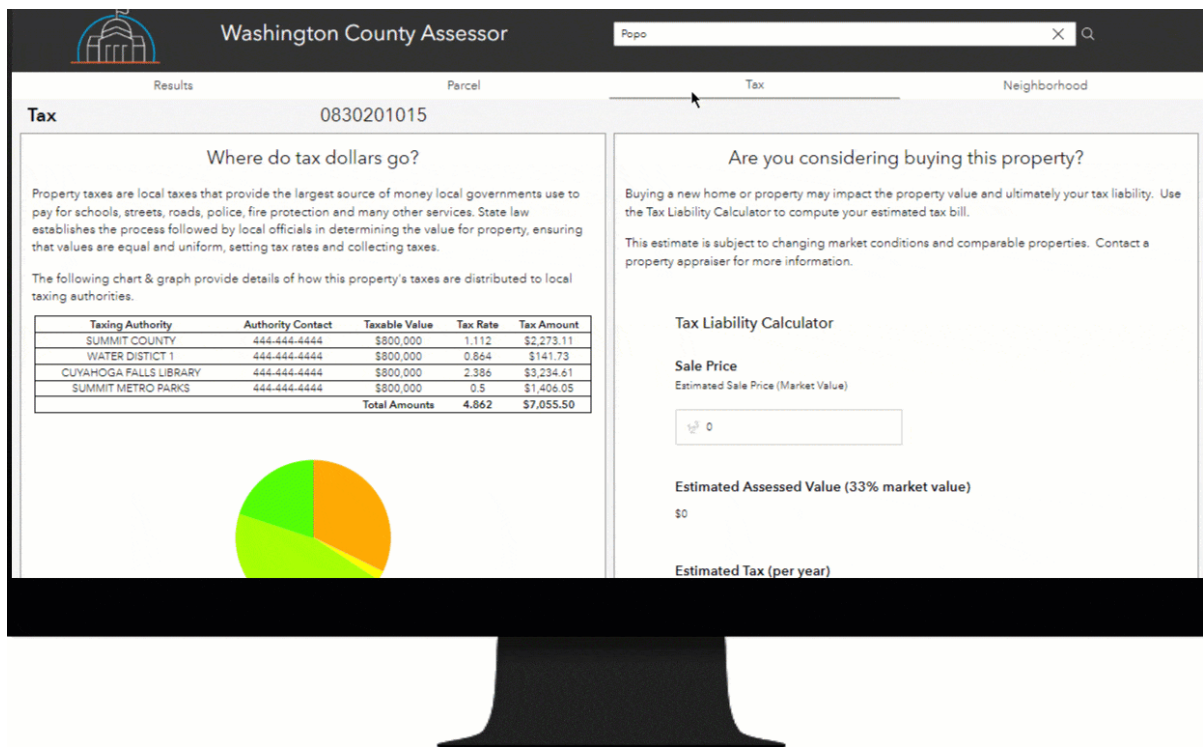 Washington County Assessor
Popo
Results Parcel Tax Neighborhood
Tax 0830201015
Where do tax dollars go?
Property taxes are local taxes that provide the largest source of money local governments use to
pay for schools, streets, roads, police, fire protection and many other services. State law
establishes the process followed by local officials in determining the value for property, ensuring
that values are equal and uniform, setting tax rates and collecting taxes.
The following chart & graph provide details of how this property's taxes are distributed to local
taxing authorities.
Taxing Authority Authority Contact Taxable Value Tax Rate Tax Amount
SUMMIT COUNTY 444-444-4444 $800,000 1.112 $2,273.11
WATER DISTICT 1 444-444-4444 $800,000 0.864 $141.73
CUYAHOGA FALLS LIBRARY 444-444-4444 $800,000 2.386 $3,234.61
SUMMIT METRO PARKS 444-444-4444 $800,000 0.5 $1,406.05
Total Amounts 4.862 $7,055.50
Are you considering buying this property?
Buying a new home or property may impact the property value and ultimately your tax liability. Use
the Tax Liability Calculator to compute your estimated tax bill.
This estimate is subject to changing market conditions and comparable properties. Contact a
property appraiser for more information.
Tax Liability Calculator
Sale Price
Estimated Sale Price (Market Value)
0
Estimated Assessed Value (33% market value)
$0
Estimated Tax (per year)